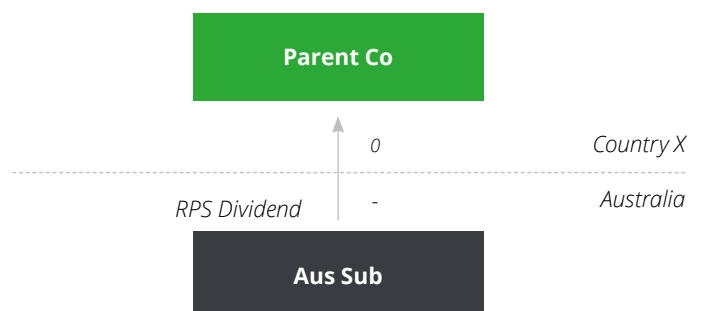 Parent Co
0
Country X
RPS Dividend
-
Australia
Aus Sub